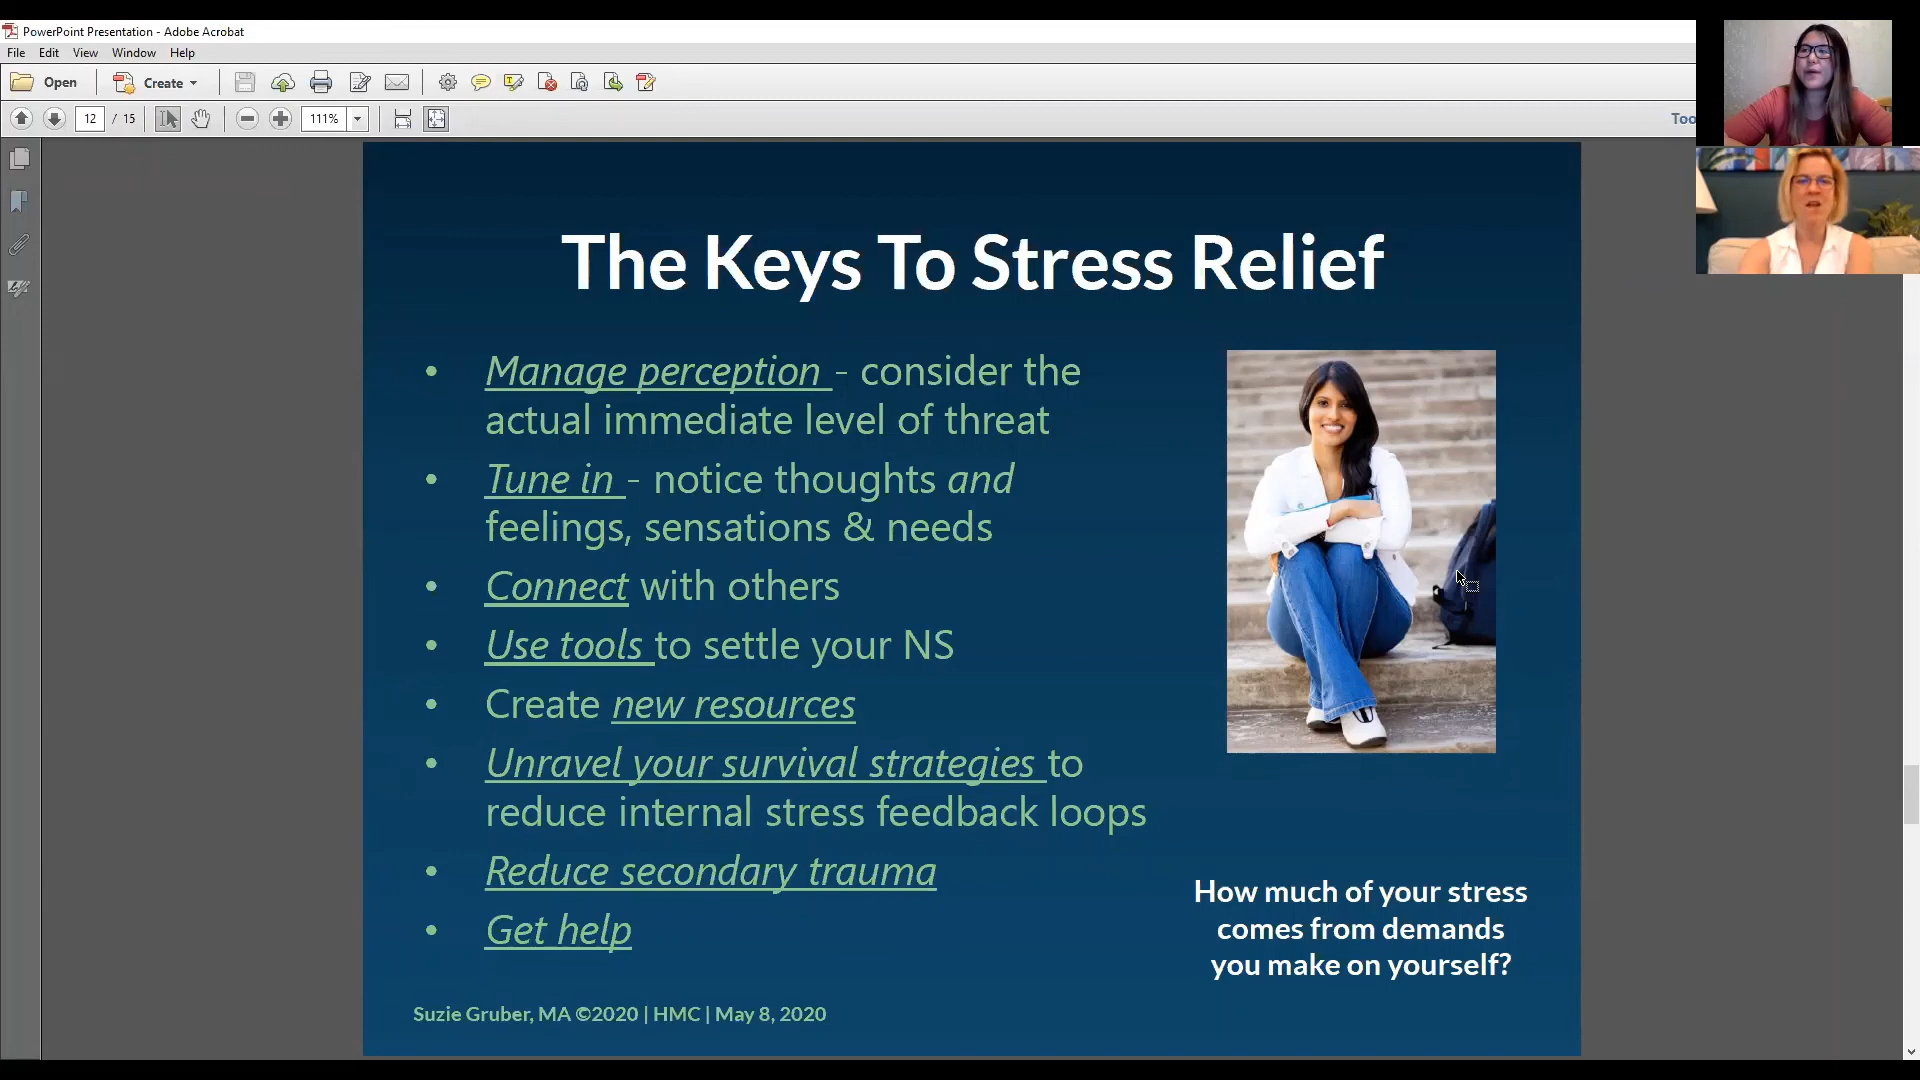 PowerPoint Presentation - Adobe Acrobat
File Edit View Window Help
Open Create
12 / 15 111%
The Keys To Stress Relief
• Manage perception - consider the
actual immediate level of threat
• Tune in - notice thoughts and
feelings, sensations & needs
• Connect with others
• Use tools to settle your NS
• Create new resources
• Unravel your survival strategies to
reduce internal stress feedback loops
• Reduce secondary trauma
• Get help
How much of your stress
comes from demands
you make on yourself?
Suzie Gruber, MA ©2020 | HMC | May 8, 2020